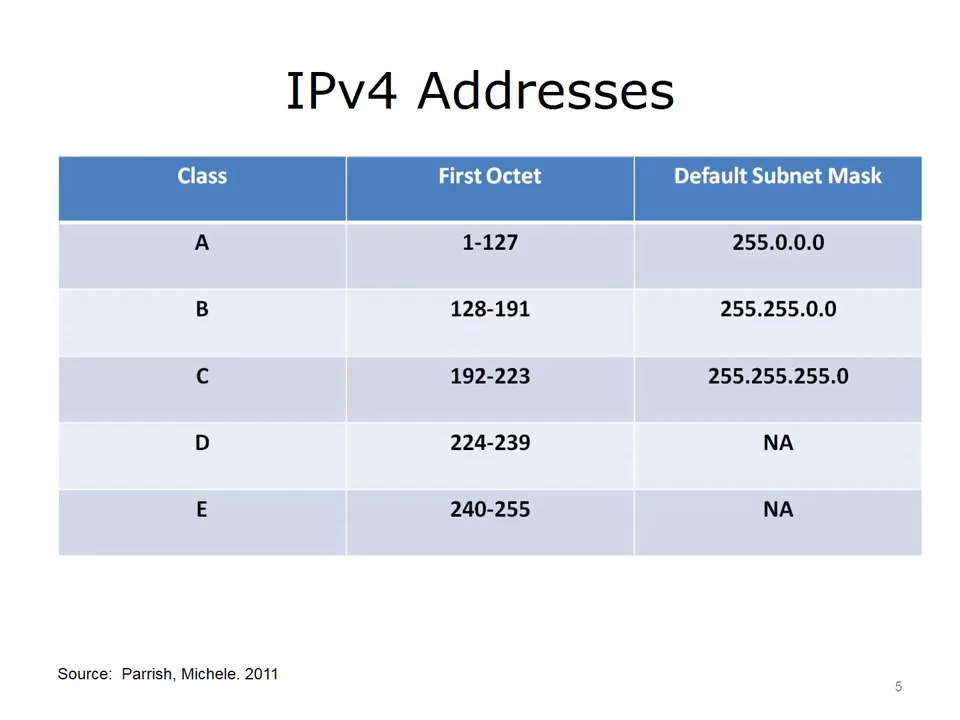 IPv4 Addresses
Class First Octet Default Subnet Mask
A 1-127 255.0.0.0
B 128-191 255.255.0.0
C 192-223 255.255.255.0
D 224-239 NA
E 240-255 NA
Source: Parrish, Michele. 2011
5